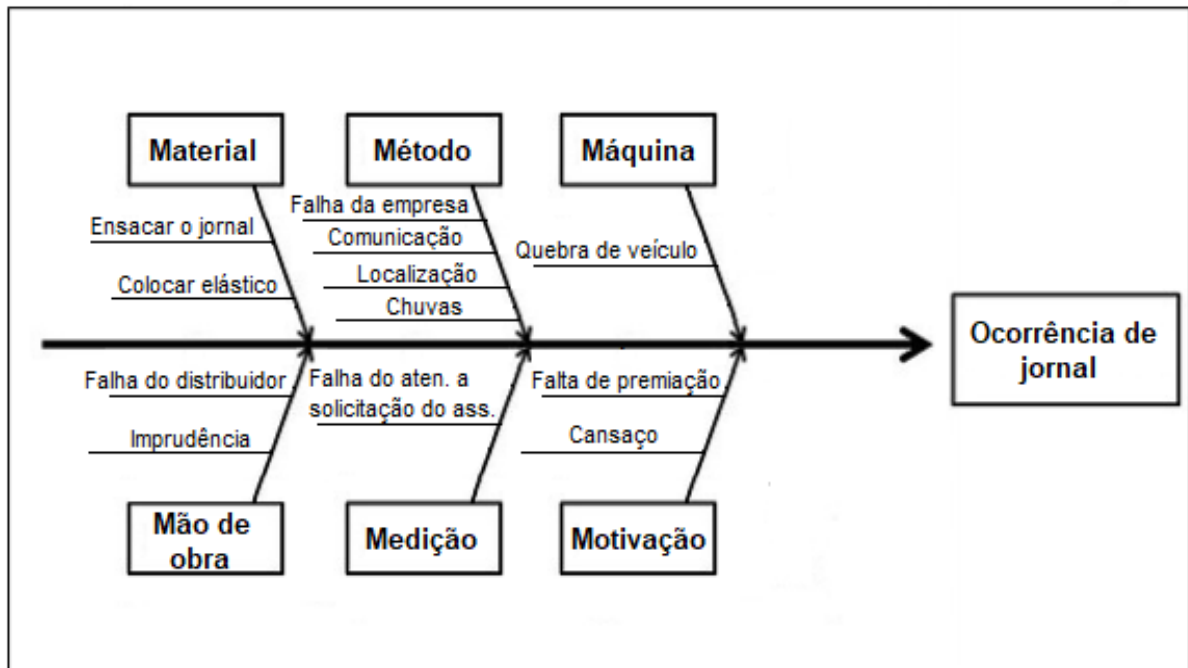 Material
Método
Máquina
Ensacar o jornal
Colocar elástico
Falha da empresa
Comunicação
Localização
Chuvas
Quebra de veículo
Ocorrência de
jornal
Falha do distribuidor
Imprudência
Falha do aten. a
solicitação do ass.
Falta de premiação
Cansaço
Mão de
obra
Medição
Motivação